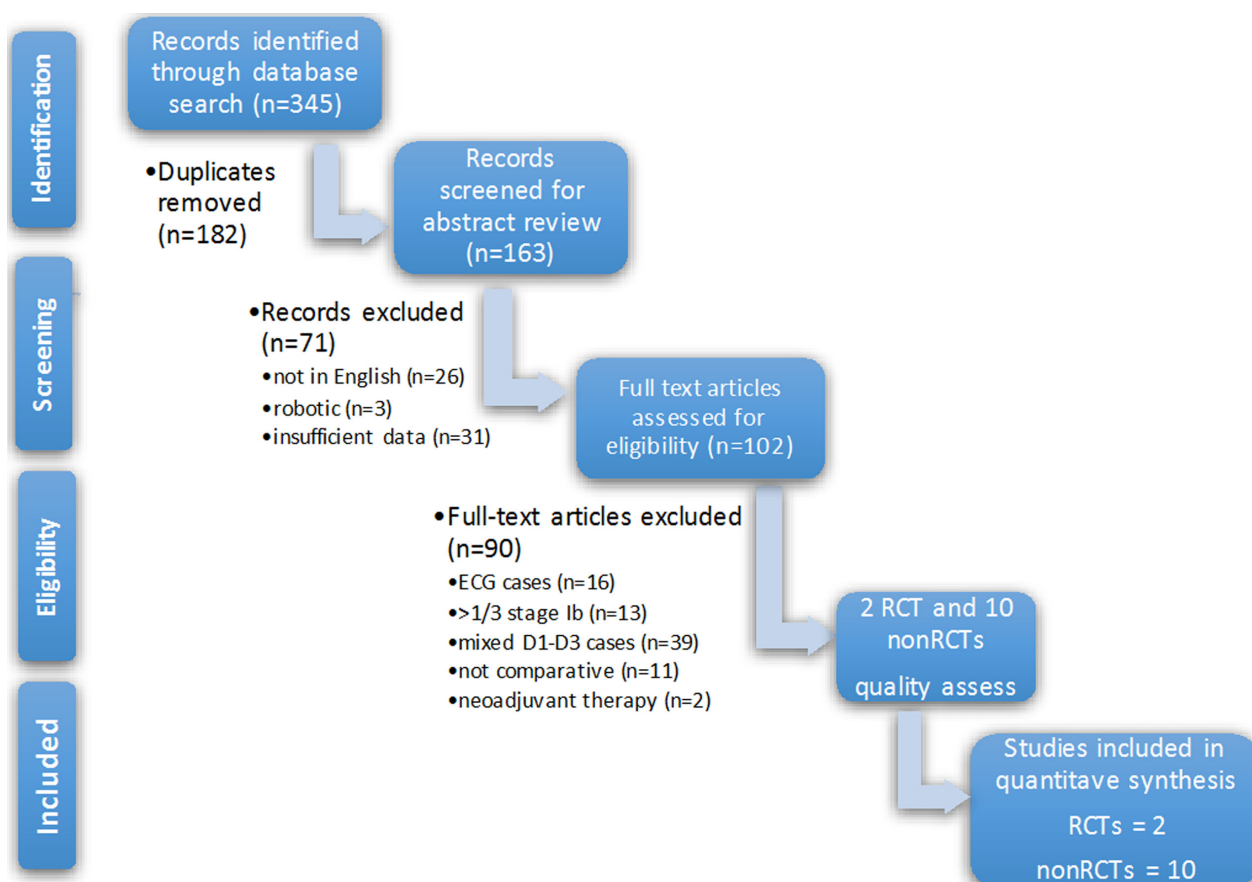 Identification
Records identified
through database
search (n=345)
•Duplicates
removed
(n=182)
Records
screened for
abstract review
(n=163)
Screening
•Records excluded
(n=71)
•not in English (n=26)
•robotic (n=3)
•insufficient data (n=31)
Full text articles
assessed for
eligibility (n=102)
Eligibility
•Full-text articles excluded
(n=90)
•ECG cases (n=16)
•>1/3 stage Ib (n=13)
•mixed D1-D3 cases (n=39)
•not comparative (n=11)
•neoadjuvant therapy (n=2)
2 RCT and 10
nonRCTs
quality assess
Included
Studies included in
quantitave synthesis
RCTs = 2
nonRCTs = 10